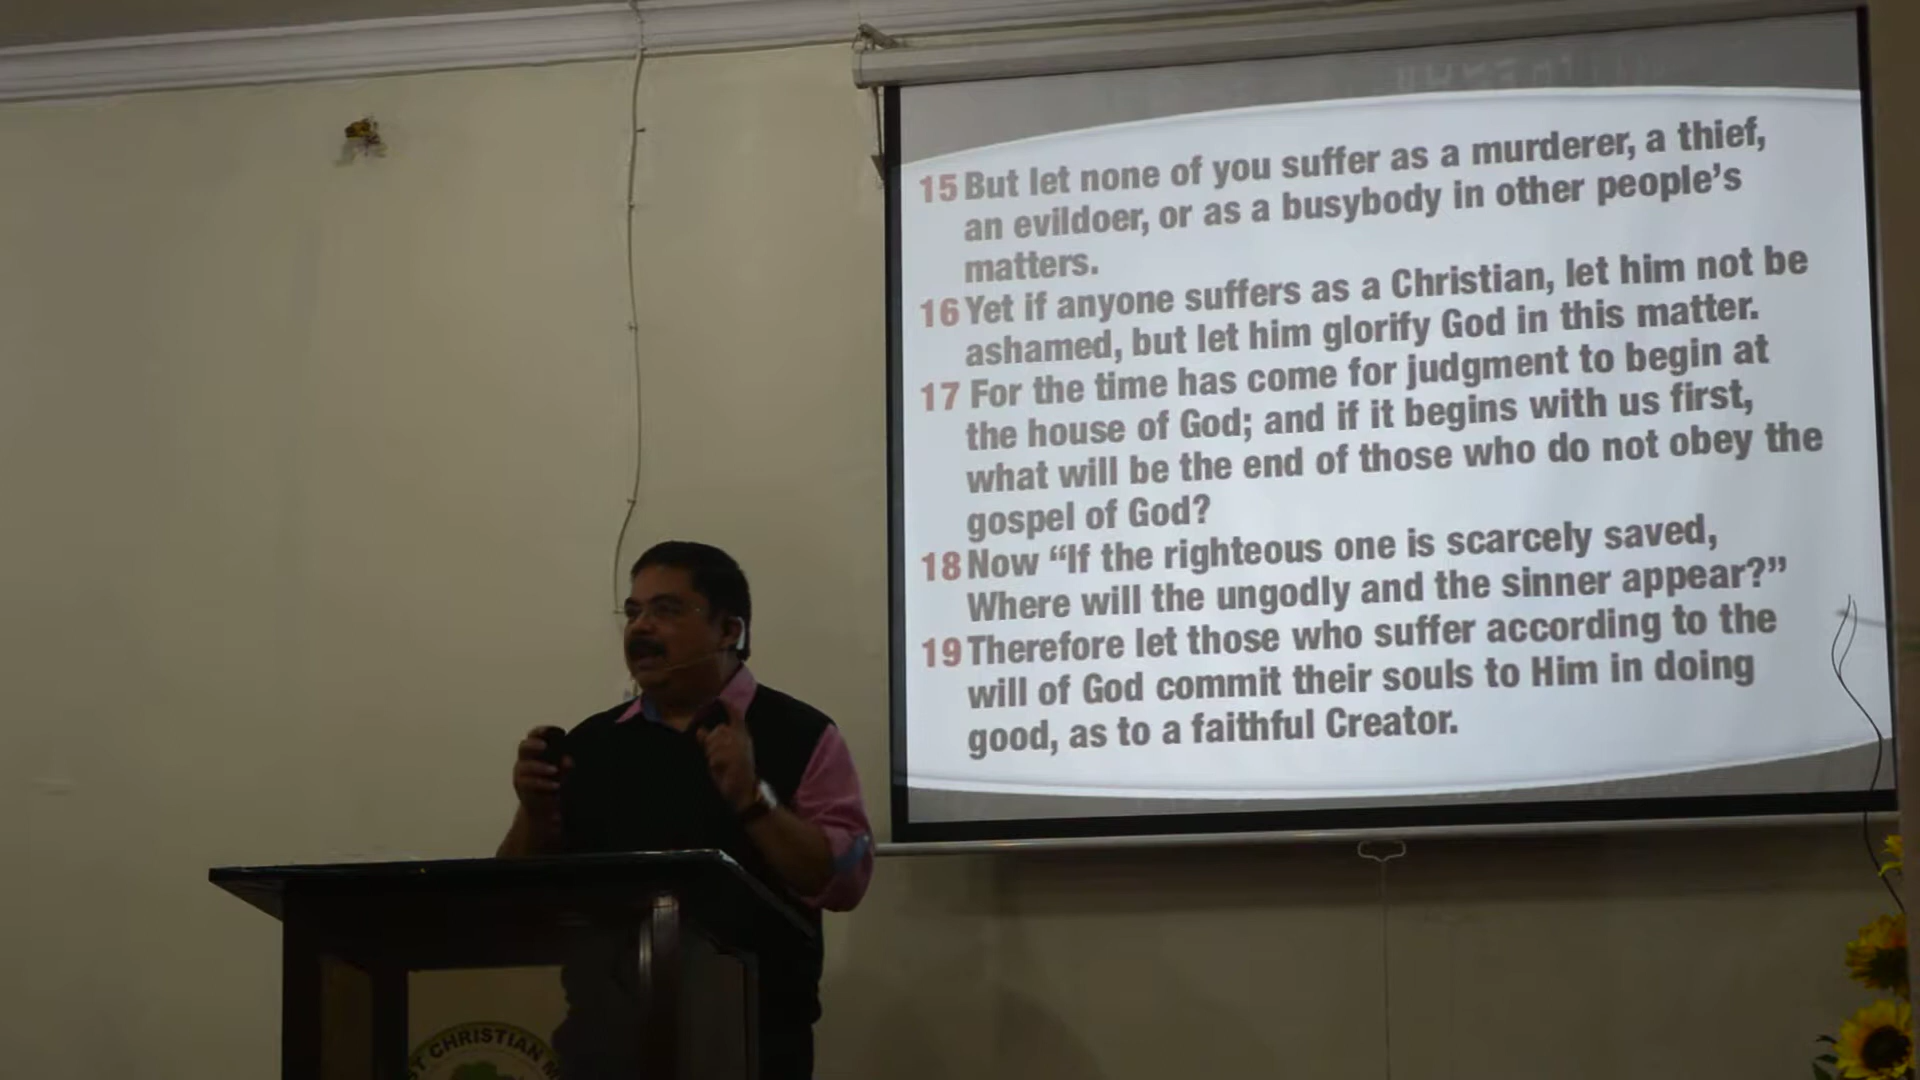 15 But let none of you suffer as a murderer, a thief,
an evildoer, or as a busybody in other people's
matters.
16 Yet if anyone suffers as a Christian, let him not be
ashamed, but let him glorify God in this matter.
17 For the time has come for judgment to begin at
the house of God; and if it begins with us first,
what will be the end of those who do not obey the
gospel of God?
18 Now “If the righteous one is scarcely saved,
Where will the ungodly and the sinner appear?”
19 Therefore let those who suffer according to the
will of God commit their souls to Him in doing
good, as to a faithful Creator.
CHRISTIAN